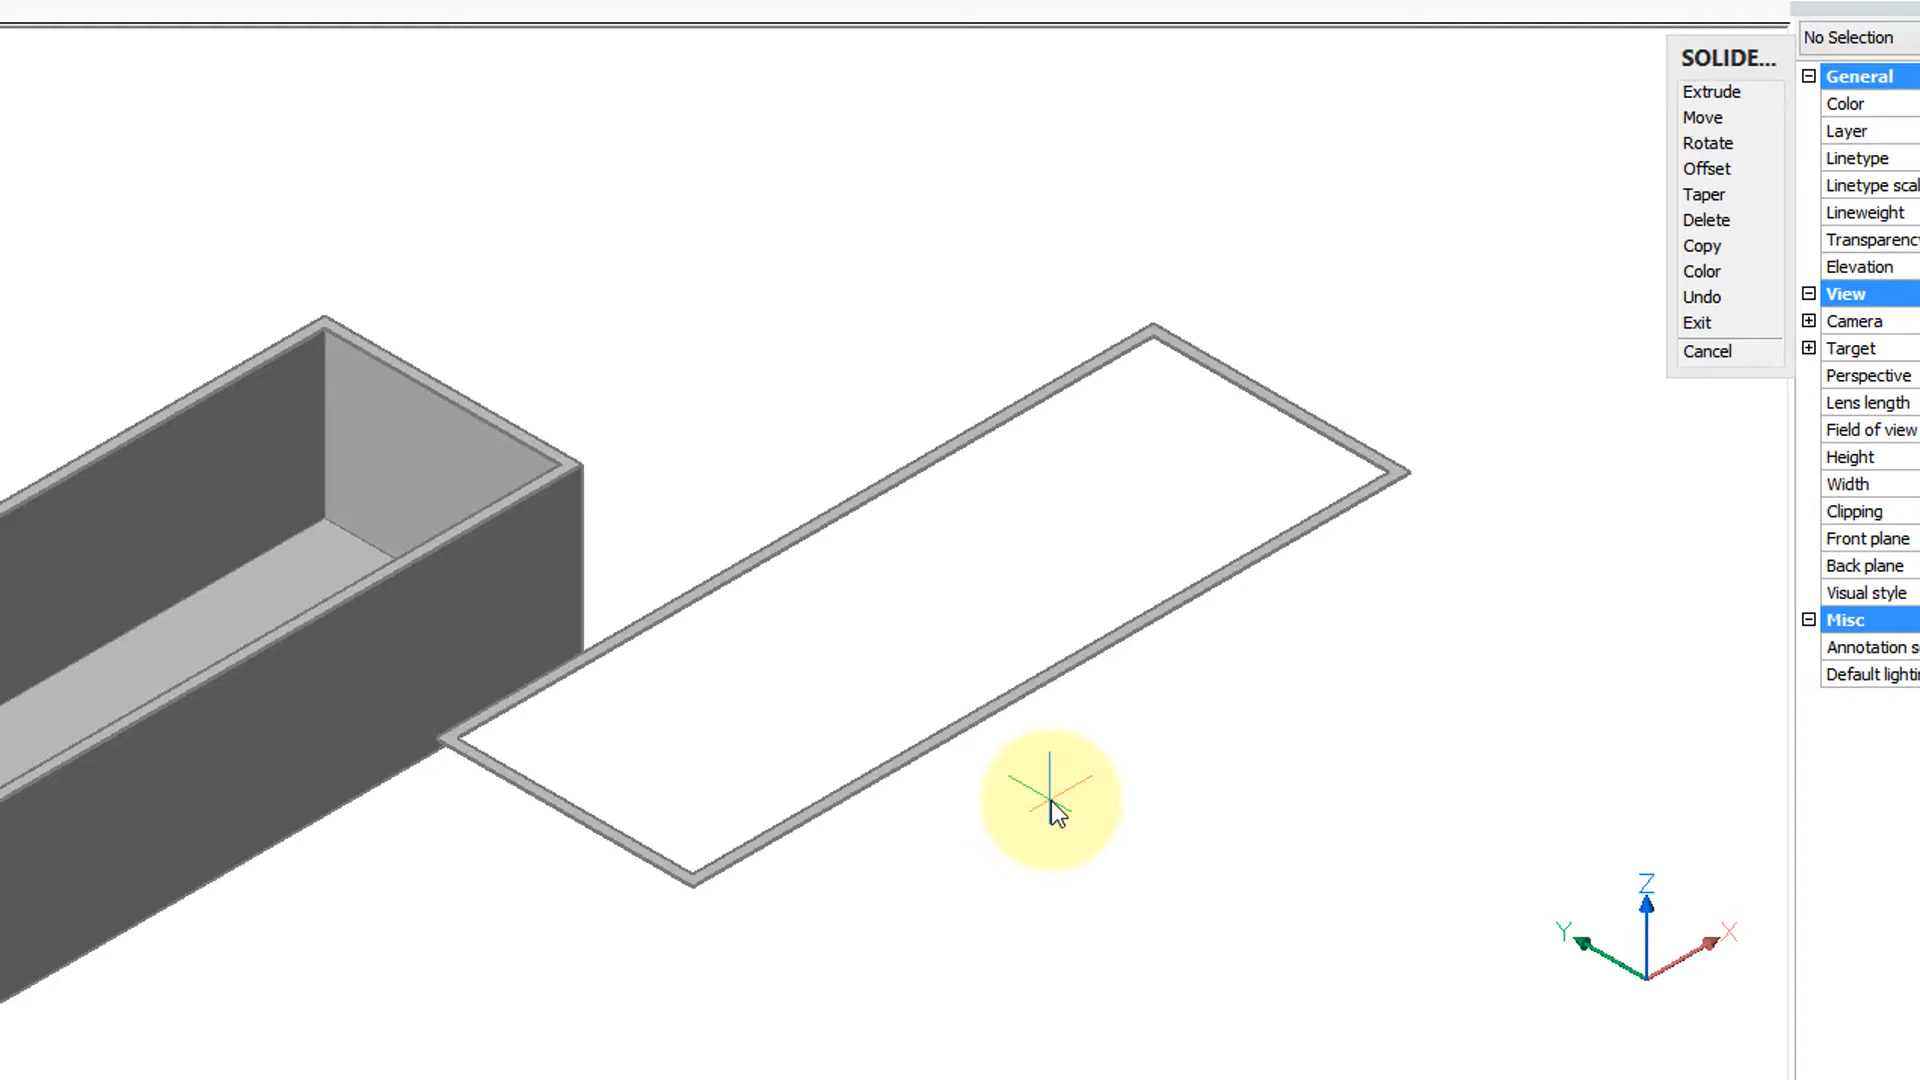 SOLIDE...
Extrude
Move
Rotate
Offset
Taper
Delete
Copy
Color
Undo
Exit
Cancel
No Selection
General
Color
Layer
Linetype
Linetype scal
Lineweight
Transparency
Elevation
View
Camera
Target
Perspective
Lens length
Field of view
Height
Width
Clipping
Front plane
Back plane
Visual style
Misc
Annotation s
Default lighti
Z
Y
X